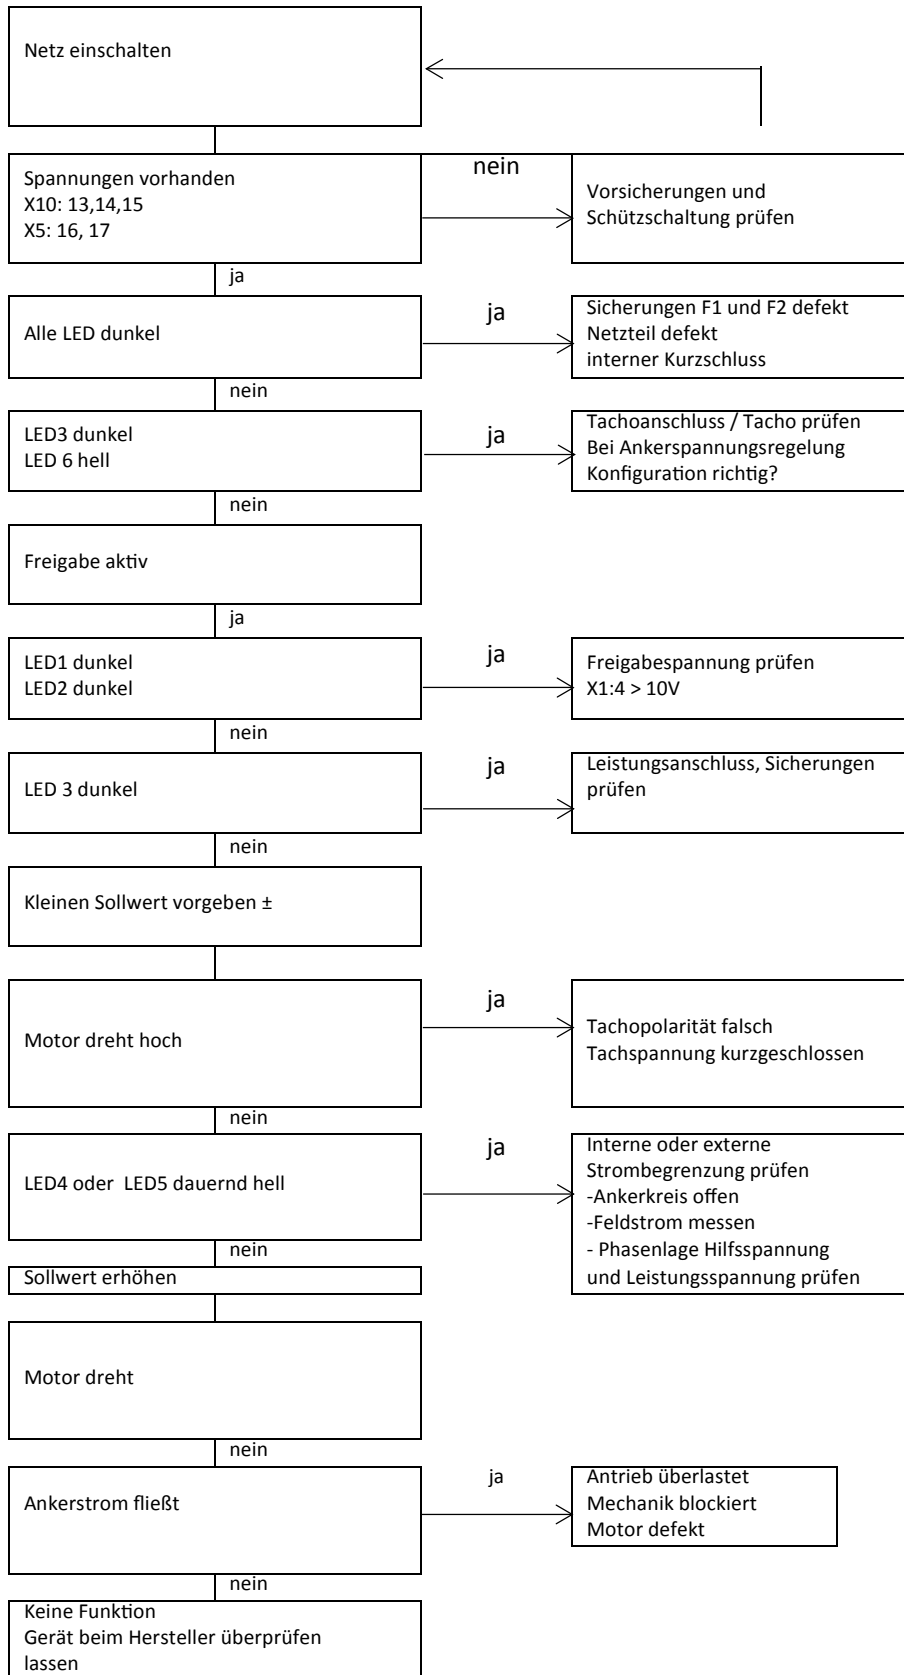 Netz einschalten
Spannungen vorhanden
X10: 13,14,15
X5: 16, 17
nein
Vorsicherungen und
Schützschaltung prüfen
ja
Alle LED dunkel
ja
Sicherungen F1 und F2 defekt
Netzteil defekt
interner Kurzschluss
nein
LED3 dunkel
LED 6 hell
ja
Tachoanschluss / Tacho prüfen
Bei Ankerspannungsregelung
Konfiguration richtig?
nein
Freigabe aktiv
ja
LED1 dunkel
LED2 dunkel
ja
Freigabespannung prüfen
X1:4 > 10V
nein
LED 3 dunkel
ja
Leistungsanschluss, Sicherungen
prüfen
nein
Kleinen Sollwert vorgeben ±
Motor dreht hoch
ja
Tachopolarität falsch
Tachspannung kurzgeschlossen
nein
LED4 oder  LED5 dauernd hell
ja
Interne oder externe
Strombegrenzung prüfen
-Ankerkreis offen
-Feldstrom messen
- Phasenlage Hilfsspannung
und Leistungsspannung prüfen
nein
Sollwert erhöhen
Motor dreht
nein
Ankerstrom fließt
ja
Antrieb überlastet
Mechanik blockiert
Motor defekt
nein
Keine Funktion
Gerät beim Hersteller überprüfen
lassen